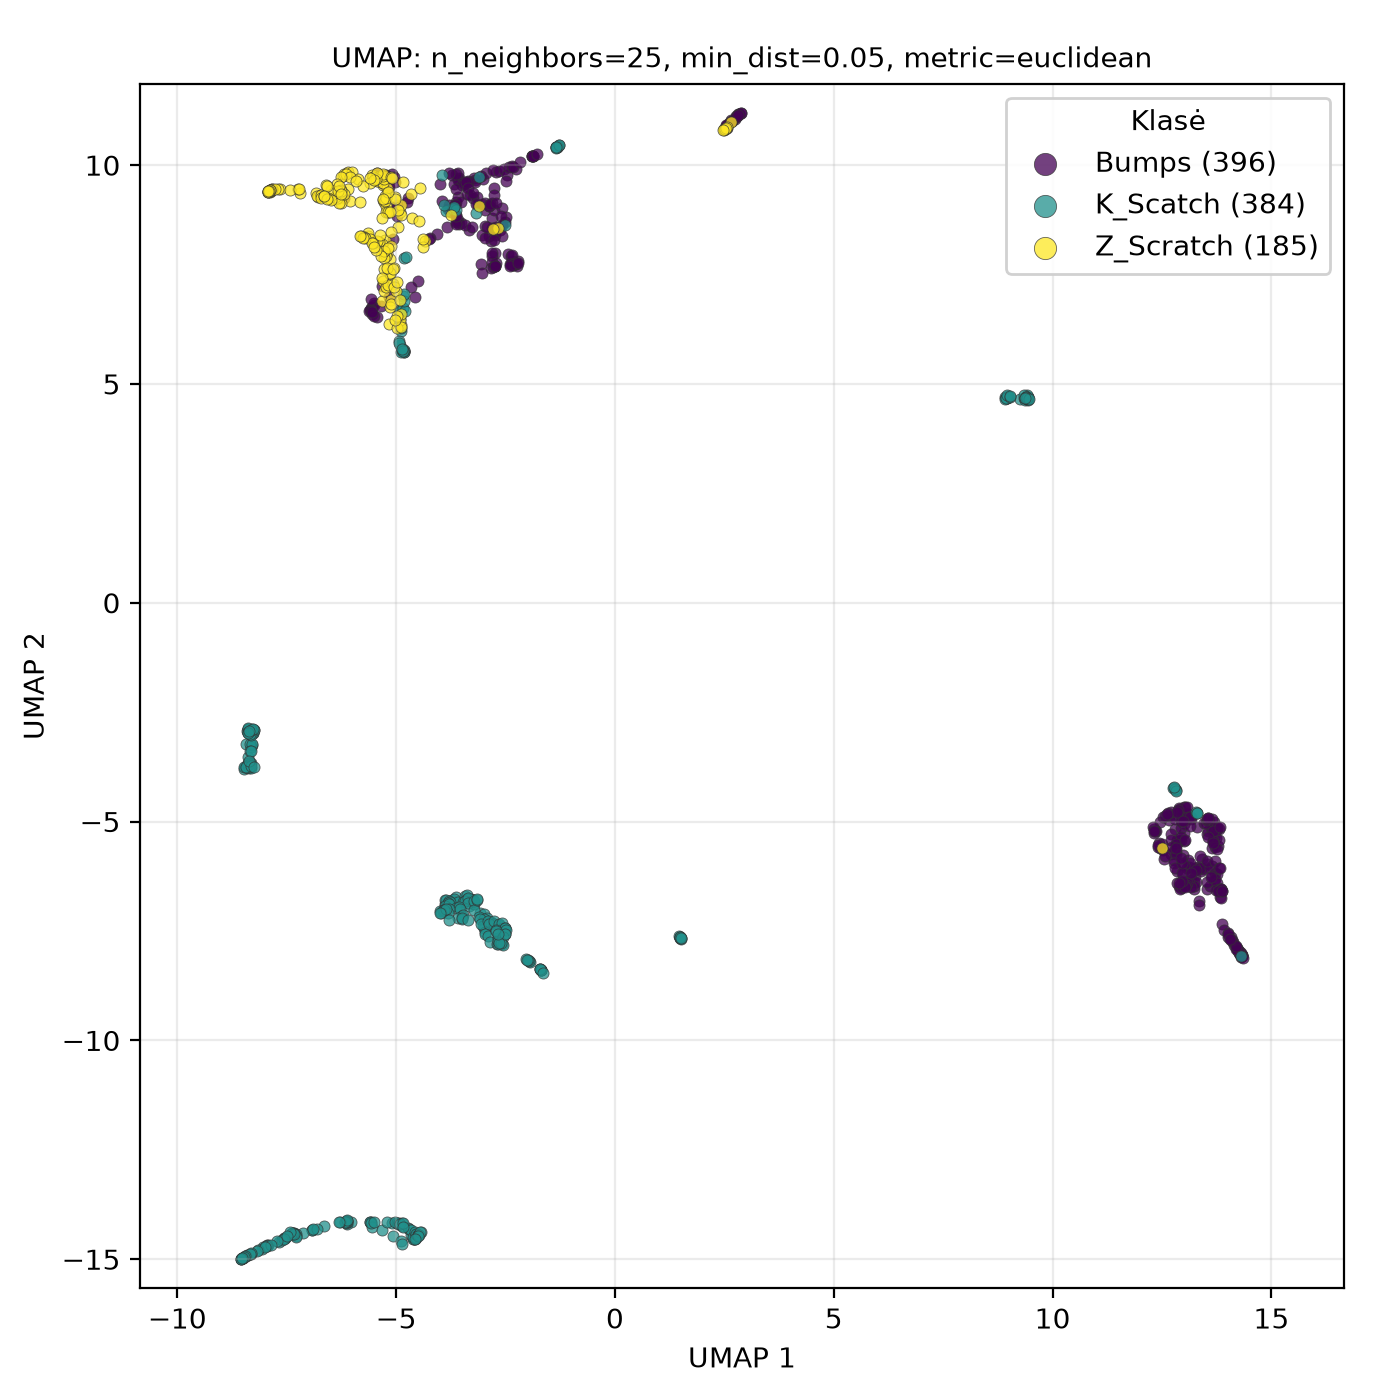 UMAP: n_neighbors=25, min_dist=0.05, metric=euclidean
Klasė
Bumps (396)
K_Scatch (384)
Z_Scratch (185)
10
5
0
−5
−10
−15
UMAP 2
−10
−5
0
5
10
15
UMAP 1